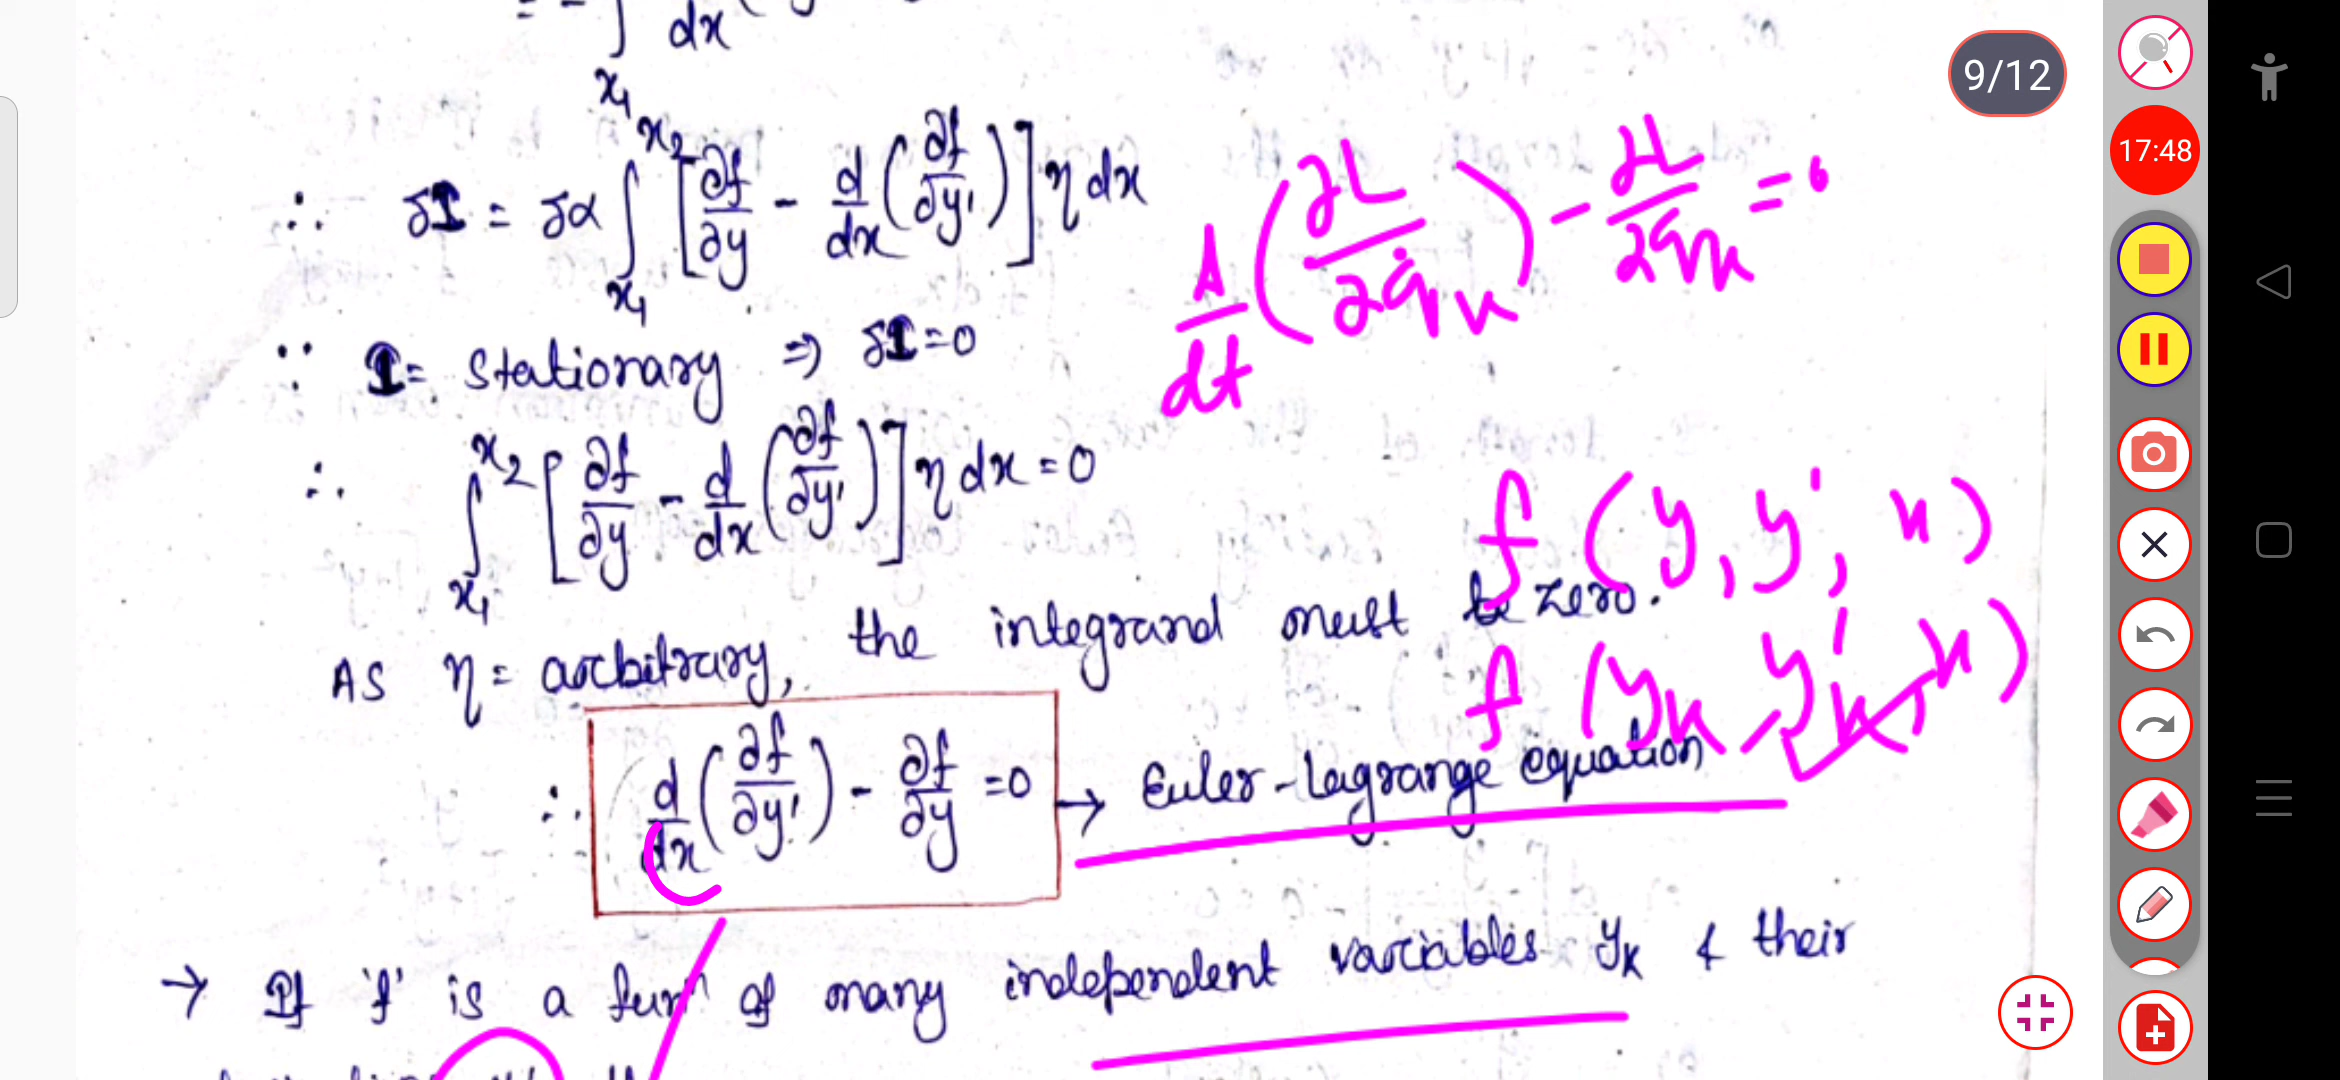 = - ∫ dx
x₁
∴ δI = δα ∫ₓ₁ˣ² [∂f/∂y - d/dx (∂f/∂y')] η dx
d/dt (∂L/∂q̇ₖ) - ∂L/∂qₖ = 0
∵ I = stationary ⇒ δI = 0
∴ ∫ₓ₁ˣ² [∂f/∂y - d/dx (∂f/∂y')] η dx = 0
f (y, y', x)
As η = arbitrary, the integrand must be zero.
f (yₖ, y'ₖ, x)
∴ d/dx (∂f/∂y') - ∂f/∂y = 0 → Euler-Lagrange equation
→ If 'f' is a funⁿ of many independent variables yₖ & their
9/12
17:48